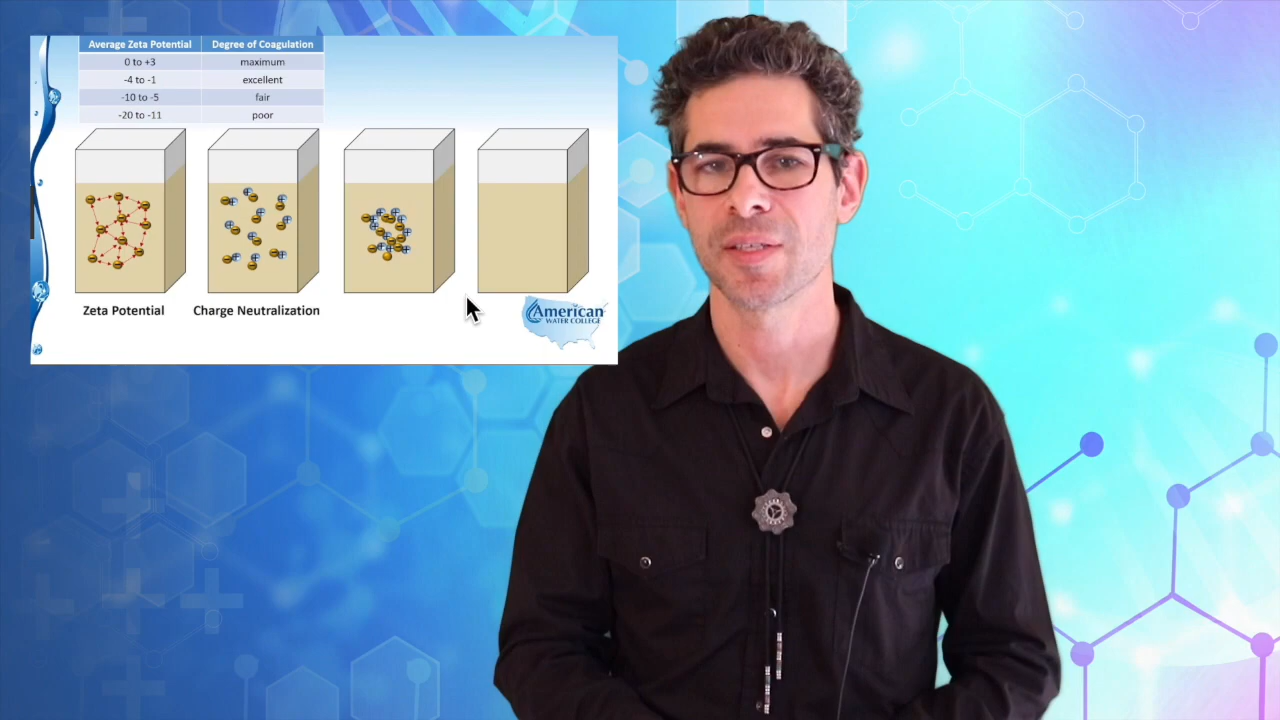 Average Zeta Potential Degree of Coagulation
0 to +3 maximum
-4 to -1 excellent
-10 to -5 fair
-20 to -11 poor
Zeta Potential
Charge Neutralization
American
WATER COLLEGE